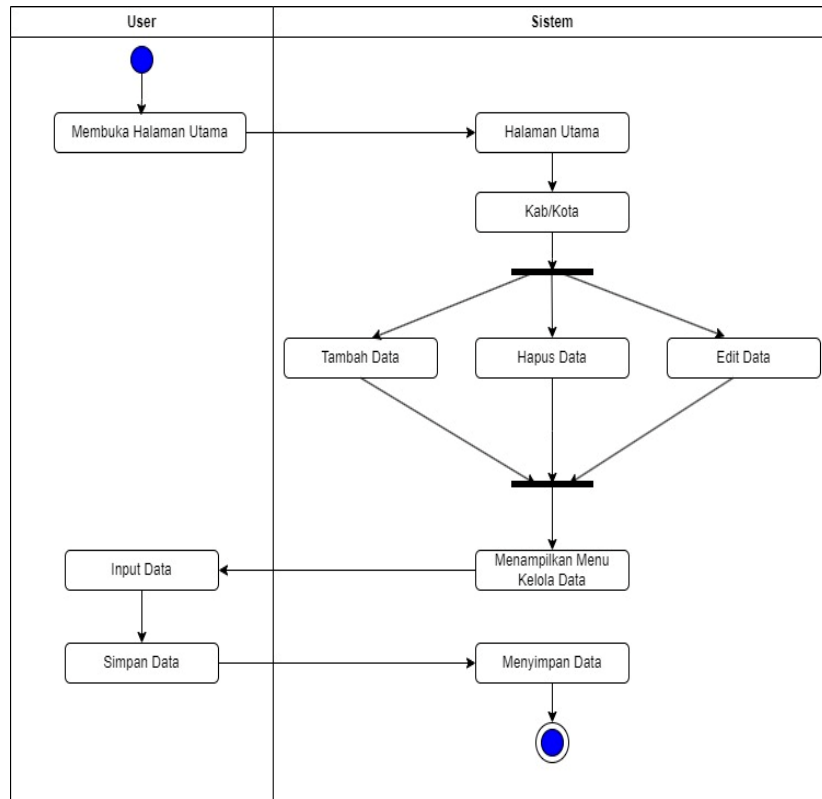 User
Sistem
Membuka Halaman Utama
Halaman Utama
Kab/Kota
Tambah Data
Hapus Data
Edit Data
Menampilkan Menu
Kelola Data
Input Data
Simpan Data
Menyimpan Data